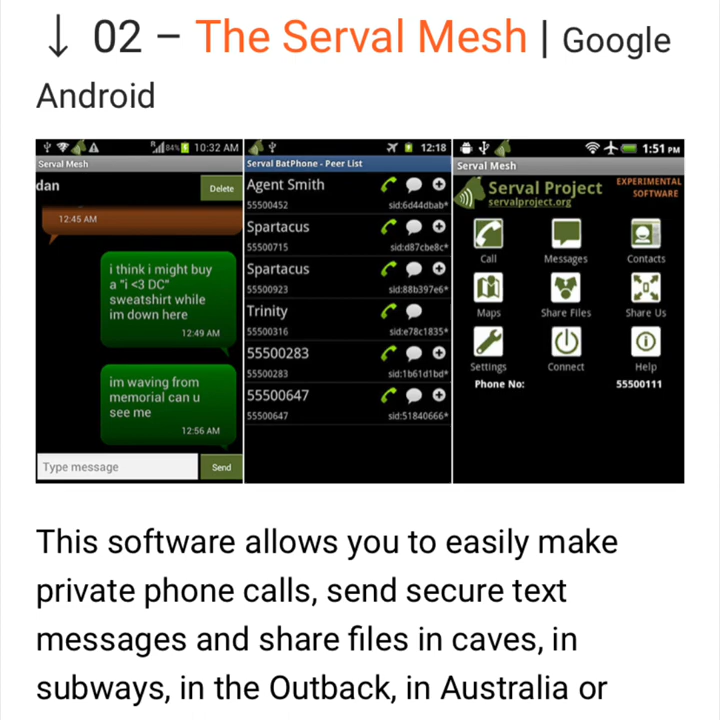 ↓ 02 – The Serval Mesh | Google
Android
84% 10:32 AM
Serval Mesh
dan
Delete
12:45 AM
i think i might buy
a "i <3 DC"
sweatshirt while
im down here
12:49 AM
im waving from
memorial can u
see me
12:56 AM
Type message
Send
12:18
Serval BatPhone - Peer List
Agent Smith
55500452 sid:6d44dbab*
Spartacus
55500715 sid:d87cbe8c*
Spartacus
55500923 sid:88b397e6*
Trinity
55500316 sid:e78c1835*
55500283
55500283 sid:1b61d1bd*
55500647
55500647 sid:51840666*
1:51 PM
Serval Mesh
Serval Project
servalproject.org
EXPERIMENTAL
SOFTWARE
Call Messages Contacts
Maps Share Files Share Us
Settings Connect Help
Phone No: 55500111
This software allows you to easily make
private phone calls, send secure text
messages and share files in caves, in
subways, in the Outback, in Australia or